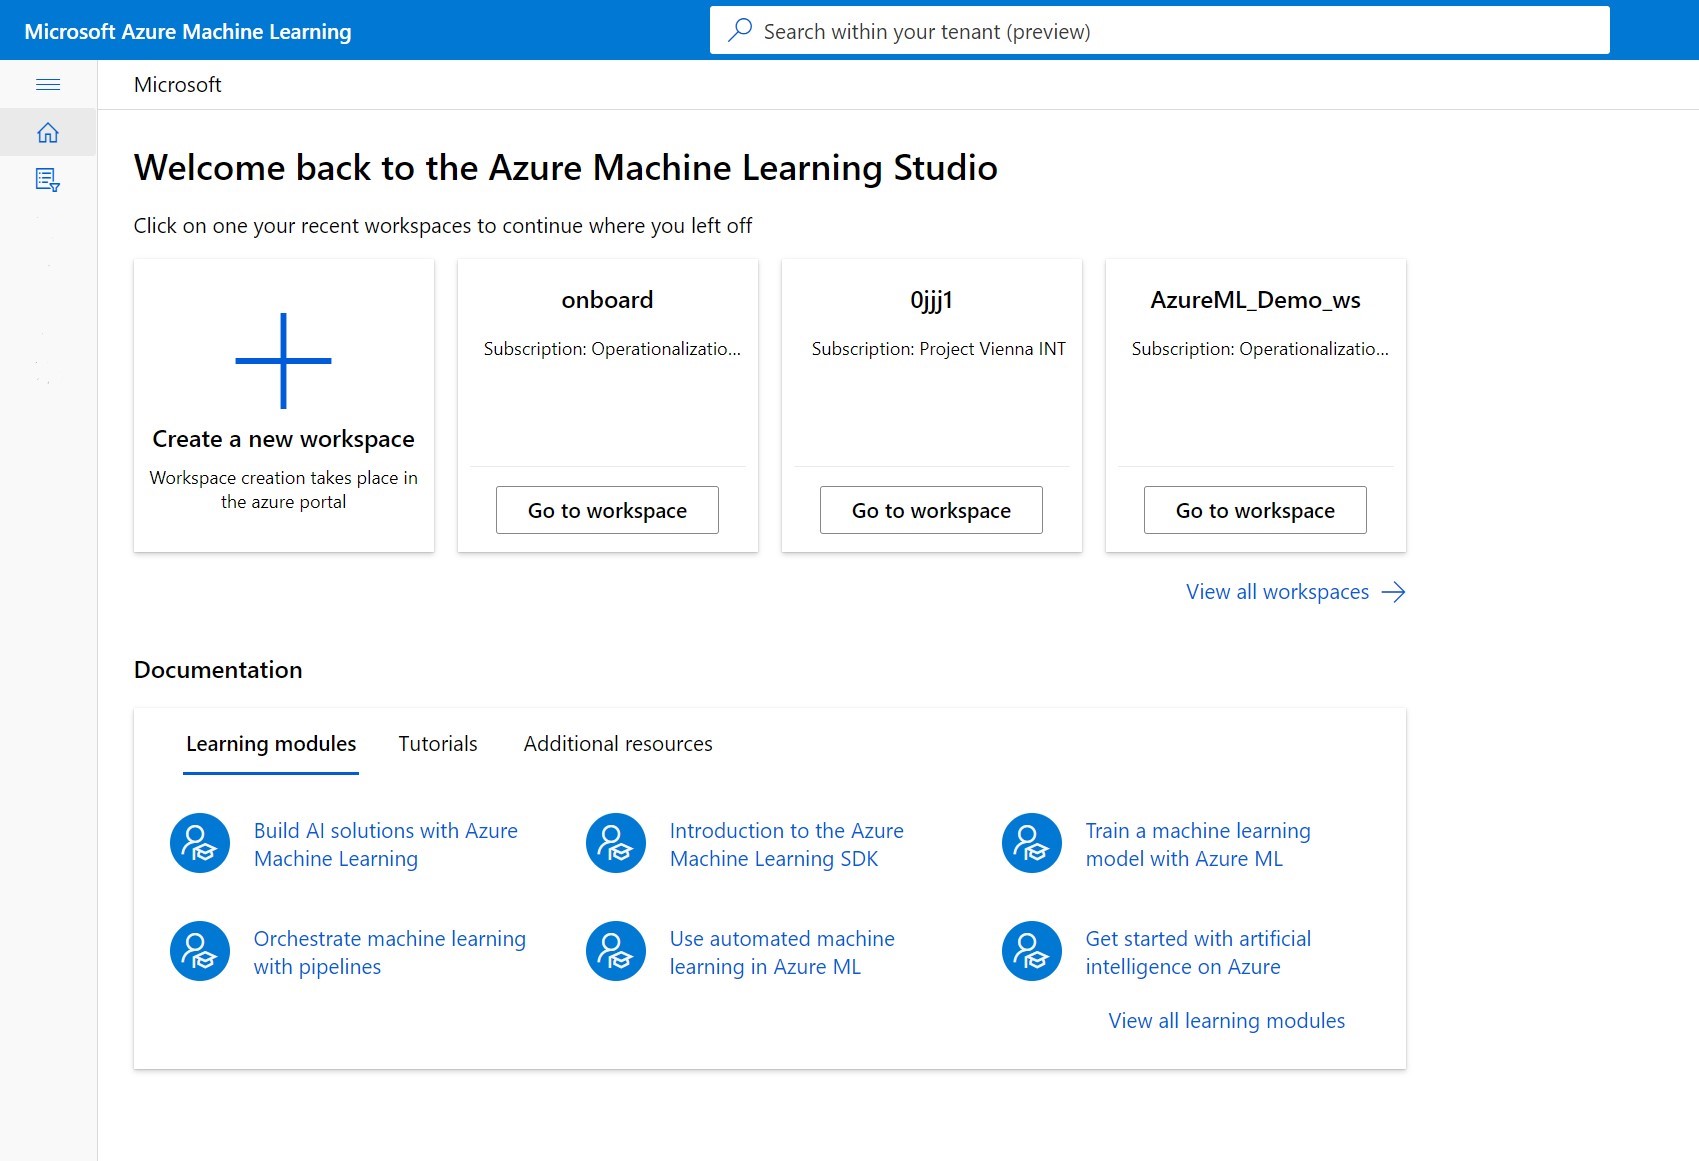 Microsoft Azure Machine Learning
Search within your tenant (preview)
Microsoft
Welcome back to the Azure Machine Learning Studio
Click on one your recent workspaces to continue where you left off
Create a new workspace
Workspace creation takes place in
the azure portal
onboard
Subscription: Operationalizatio...
Go to workspace
0jjj1
Subscription: Project Vienna INT
Go to workspace
AzureML_Demo_ws
Subscription: Operationalizatio...
Go to workspace
View all workspaces
Documentation
Learning modules
Tutorials
Additional resources
Build AI solutions with Azure
Machine Learning
Introduction to the Azure
Machine Learning SDK
Train a machine learning
model with Azure ML
Orchestrate machine learning
with pipelines
Use automated machine
learning in Azure ML
Get started with artificial
intelligence on Azure
View all learning modules